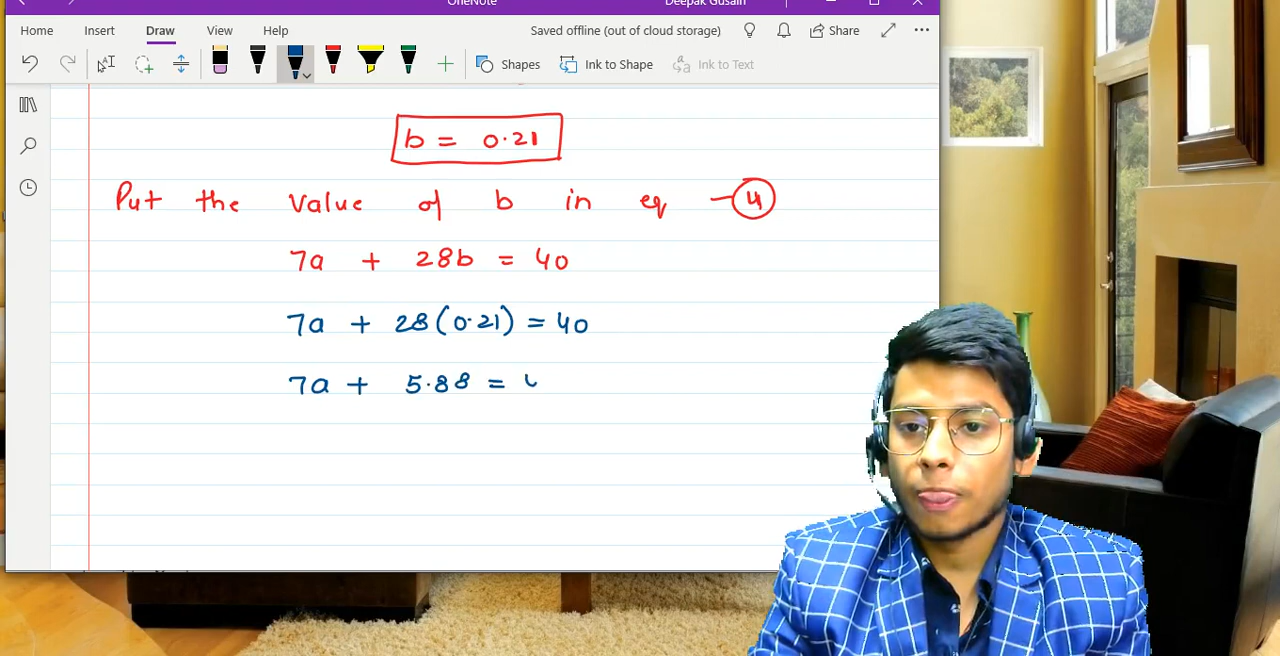 OneNote
Deepak Gusain
Home Insert Draw View Help Saved offline (out of cloud storage) Share
Shapes Ink to Shape Ink to Text
b = 0.21
Put the value of b in eq - 4
7a + 28b = 40
7a + 28(0.21) = 40
7a + 5.88 =